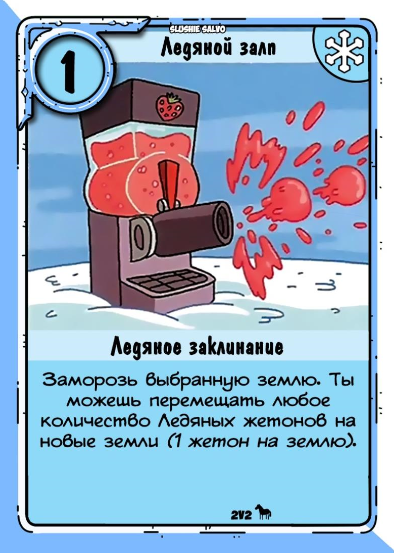 SLUSHIE SALVO
1
Ледяной залп
Ледяное заклинание
Заморозь выбранную землю. Ты
можешь перемещать любое
количество Ледяных жетонов на
новые земли (1 жетон на землю).
2V2